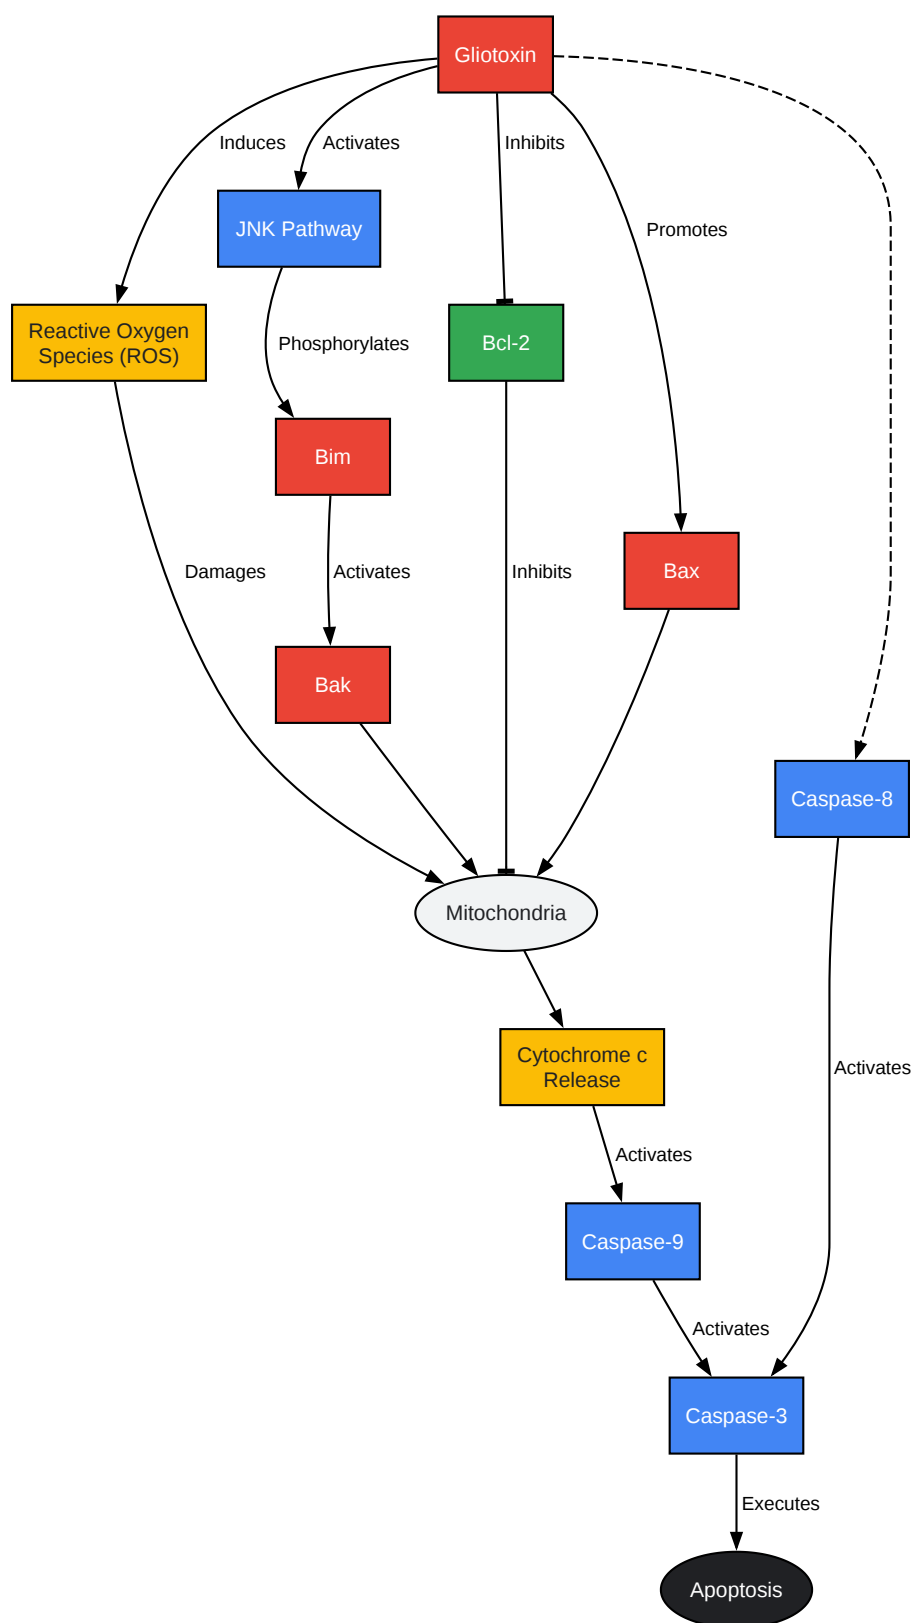 Gliotoxin
Induces
Activates
Inhibits
JNK Pathway
Promotes
Reactive Oxygen
Species (ROS)
Phosphorylates
Bcl-2
Bim
Damages
Activates
Inhibits
Bax
Bak
Caspase-8
Mitochondria
Cytochrome c
Release
Activates
Activates
Caspase-9
Activates
Caspase-3
Executes
Apoptosis